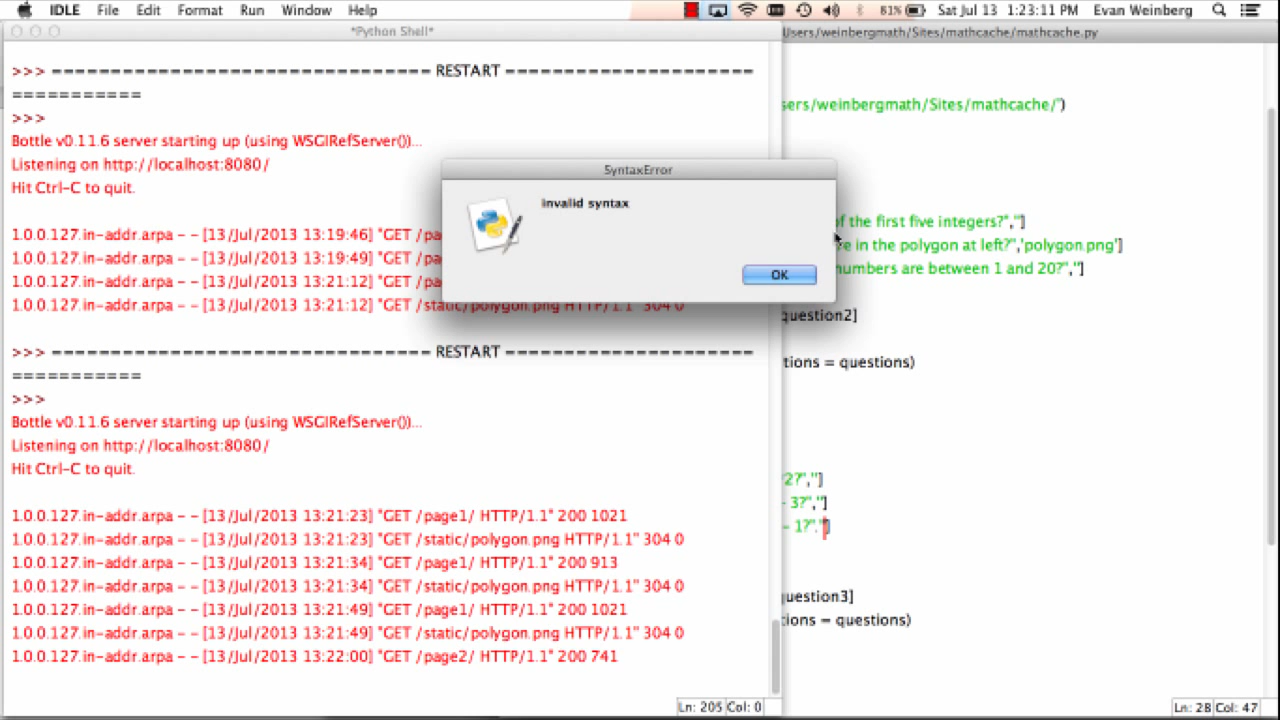 IDLE File Edit Format Run Window Help 81% Sat Jul 13 1:23:11 PM Evan Weinberg
*Python Shell*
Users/weinbergmath/Sites/mathcache/mathcache.py
>>> ================================ RESTART ================================
>>>
Bottle v0.11.6 server starting up (using WSGIRefServer())...
Listening on http://localhost:8080/
Hit Ctrl-C to quit.
1.0.0.127.in-addr.arpa - - [13/Jul/2013 13:19:46] "GET /pa
1.0.0.127.in-addr.arpa - - [13/Jul/2013 13:19:49] "GET /pa
1.0.0.127.in-addr.arpa - - [13/Jul/2013 13:21:12] "GET /pa
1.0.0.127.in-addr.arpa - - [13/Jul/2013 13:21:12] "GET /static/polygon.png HTTP/1.1" 304 0
>>> ================================ RESTART ================================
>>>
Bottle v0.11.6 server starting up (using WSGIRefServer())...
Listening on http://localhost:8080/
Hit Ctrl-C to quit.
1.0.0.127.in-addr.arpa - - [13/Jul/2013 13:21:23] "GET /page1/ HTTP/1.1" 200 1021
1.0.0.127.in-addr.arpa - - [13/Jul/2013 13:21:23] "GET /static/polygon.png HTTP/1.1" 304 0
1.0.0.127.in-addr.arpa - - [13/Jul/2013 13:21:34] "GET /page1/ HTTP/1.1" 200 913
1.0.0.127.in-addr.arpa - - [13/Jul/2013 13:21:34] "GET /static/polygon.png HTTP/1.1" 304 0
1.0.0.127.in-addr.arpa - - [13/Jul/2013 13:21:49] "GET /page1/ HTTP/1.1" 200 1021
1.0.0.127.in-addr.arpa - - [13/Jul/2013 13:21:49] "GET /static/polygon.png HTTP/1.1" 304 0
1.0.0.127.in-addr.arpa - - [13/Jul/2013 13:22:00] "GET /page2/ HTTP/1.1" 200 741
Ln: 205 Col: 0
SyntaxError
invalid syntax
OK
sers/weinbergmath/Sites/mathcache/")
of the first five integers?",'']
re in the polygon at left?",'polygon.png']
numbers are between 1 and 20?",'']
question2]
tions = questions)
2?",'']
- 3?",'']
- 1?".'']
question3]
tions = questions)
Ln: 28 Col: 47